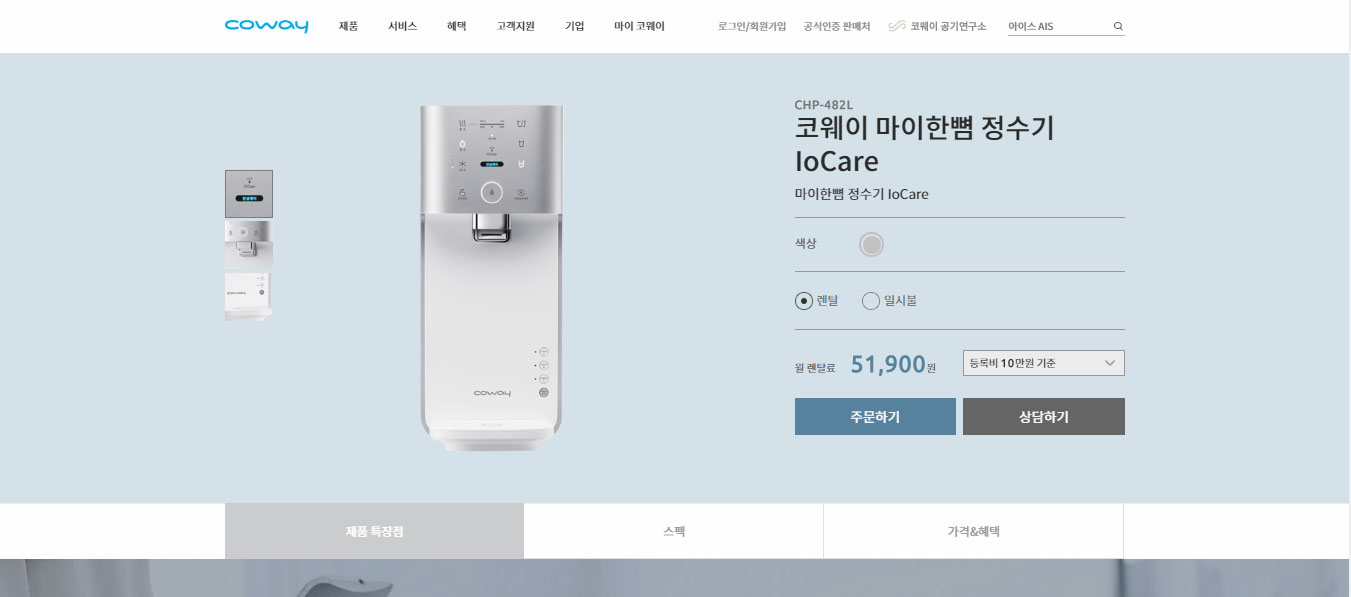 coway
제품 서비스 혜택 고객지원 기업 마이 코웨이
로그인/회원가입 공식인증 판매처 코웨이 공기연구소 아이스 AIS
CHP-482L
코웨이 마이한뼘 정수기
IoCare
마이한뼘 정수기 IoCare
색상
렌탈 일시불
월 렌탈료 51,900원 등록비 10만원 기준
주문하기 상담하기
coway
제품 특장점 스펙 가격&혜택